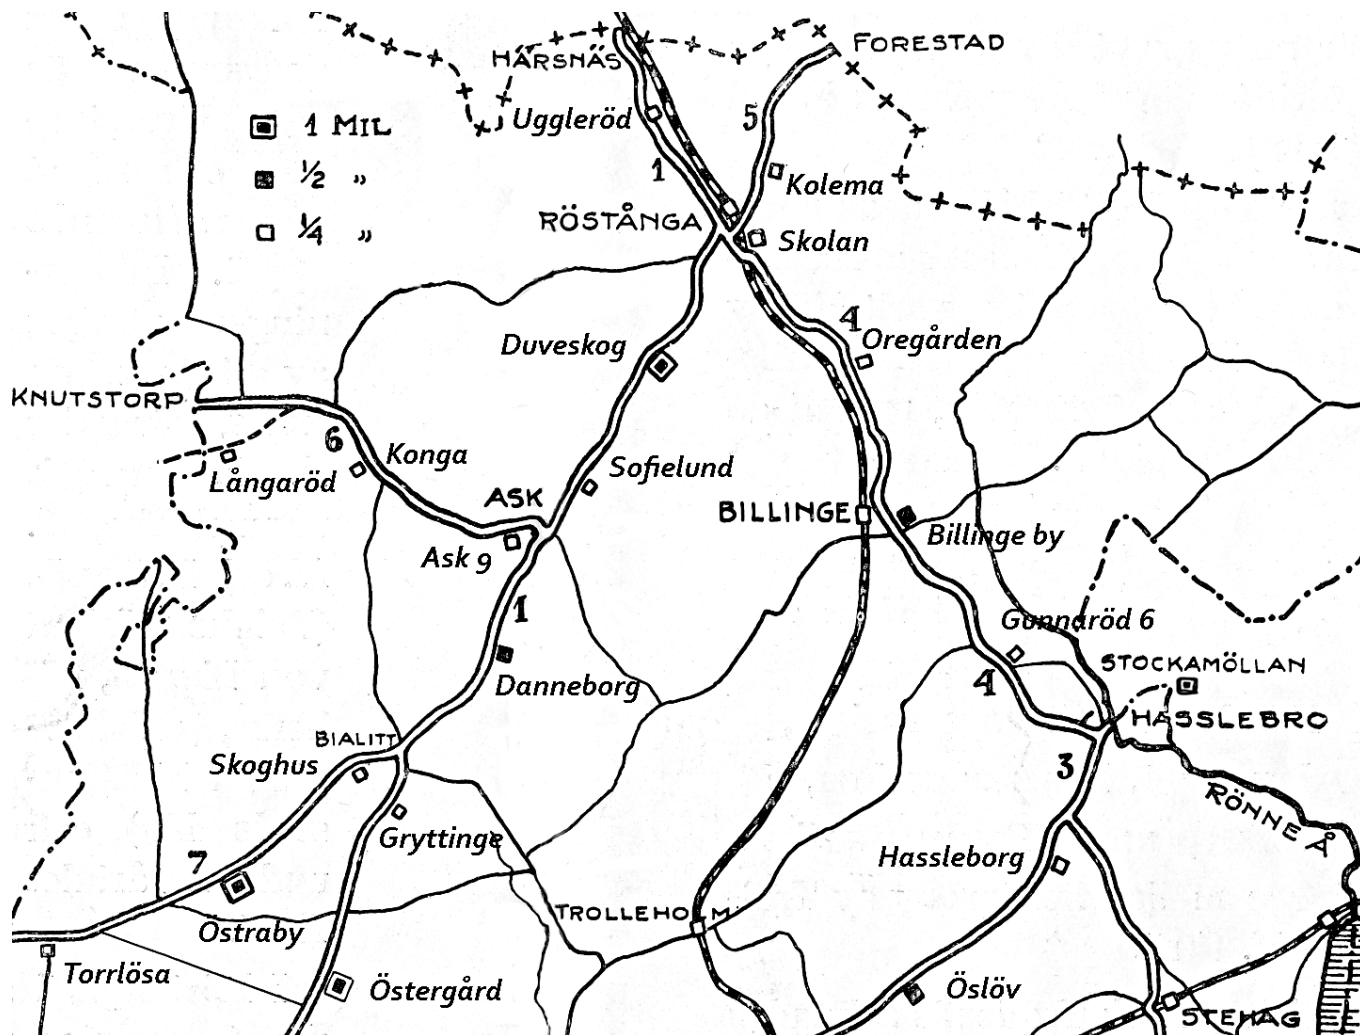 FORESTAD
HÄRSNÄS
Uggleröd
1 MIL
½ "
¼ "
5
1
Kolema
RÖSTÅNGA
Skolan
Duveskog
4
Oregården
KNUTSTORP
6
Konga
Långaröd
Sofielund
ASK
BILLINGE
Ask 9
Billinge by
1
Gunnaröd 6
STOCKAMÖLLAN
Danneborg
4
HASSLEBRO
BIALITT
Skoghus
3
RÖNNE Å
Gryttinge
7
Hassleborg
TROLLEHOLM
Östraby
Torrlösa
Östergård
Öslöv
STEHAG